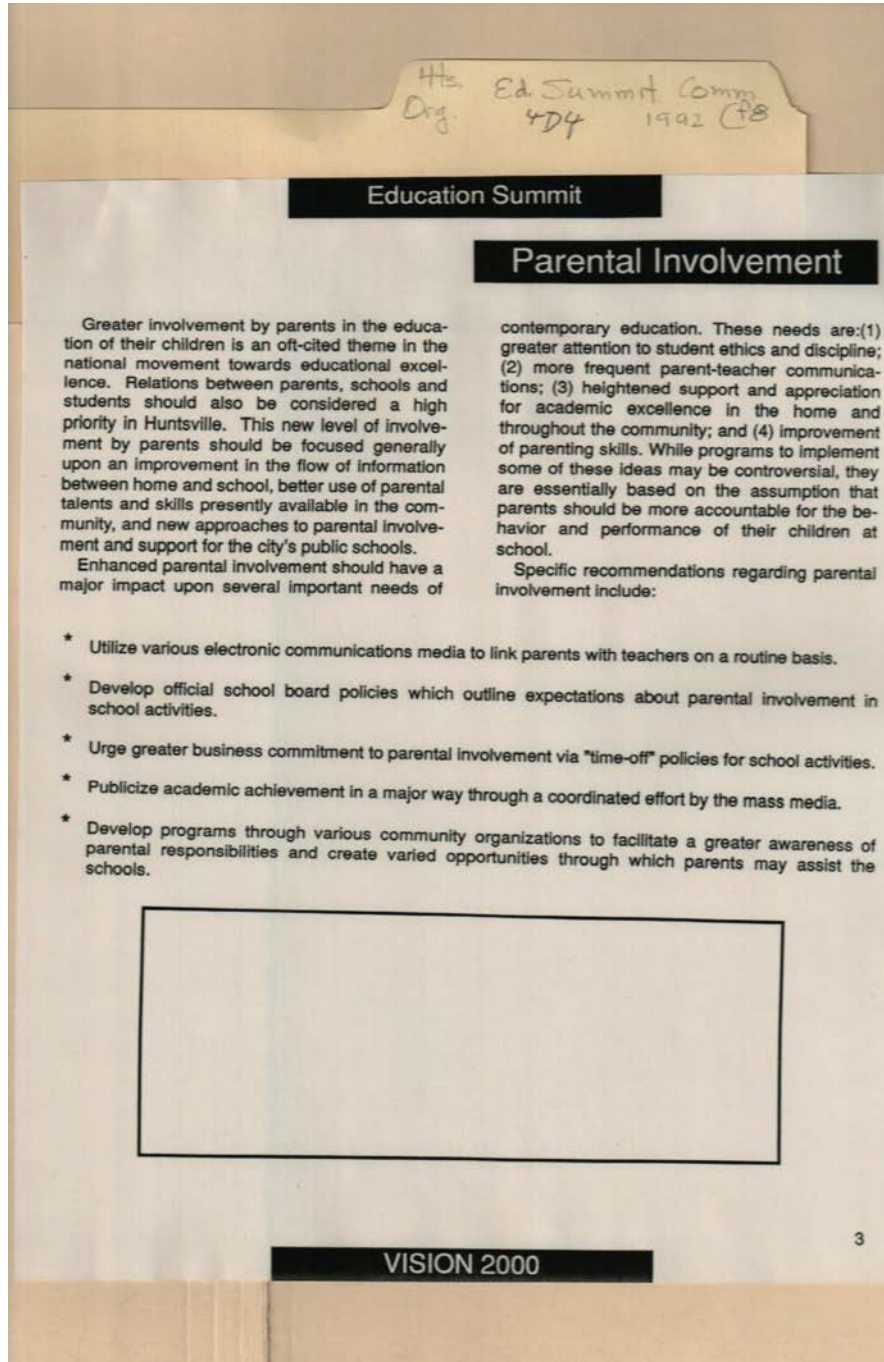 Hts. Ed. Summit Comm
Org. 4D4 1992
Education Summit
Parental Involvement
Greater involvement by parents in the educa-
tion of their children is an oft-cited theme in the
national movement towards educational excel-
lence. Relations between parents, schools and
students should also be considered a high
priority in Huntsville. This new level of involve-
ment by parents should be focused generally
upon an improvement in the flow of information
between home and school, better use of parental
talents and skills presently available in the com-
munity, and new approaches to parental involve-
ment and support for the city's public schools.
Enhanced parental involvement should have a
major impact upon several important needs of
contemporary education. These needs are:(1)
greater attention to student ethics and discipline;
(2) more frequent parent-teacher communica-
tions; (3) heightened support and appreciation
for academic excellence in the home and
throughout the community; and (4) improvement
of parenting skills. While programs to implement
some of these ideas may be controversial, they
are essentially based on the assumption that
parents should be more accountable for the be-
havior and performance of their children at
school.
Specific recommendations regarding parental
involvement include:
* Utilize various electronic communications media to link parents with teachers on a routine basis.
* Develop official school board policies which outline expectations about parental involvement in
school activities.
* Urge greater business commitment to parental involvement via "time-off" policies for school activities.
* Publicize academic achievement in a major way through a coordinated effort by the mass media.
* Develop programs through various community organizations to facilitate a greater awareness of
parental responsibilities and create varied opportunities through which parents may assist the
schools.
3
VISION 2000